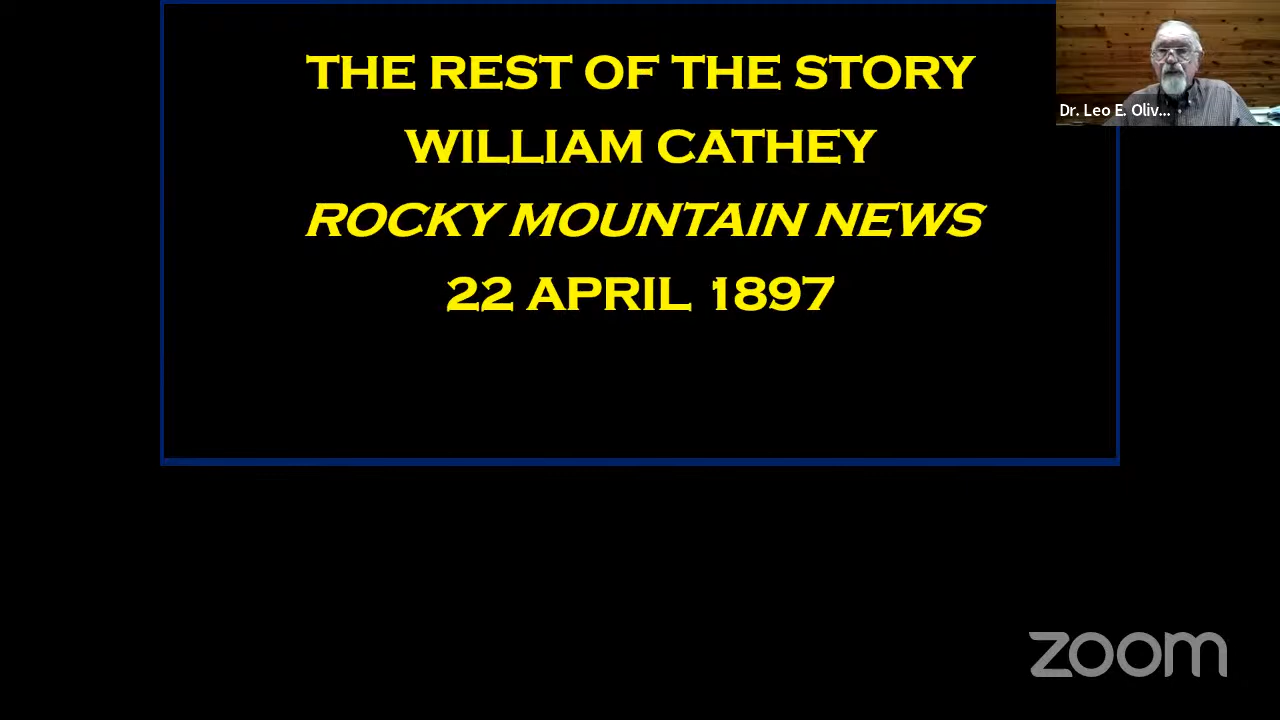 THE REST OF THE STORY
WILLIAM CATHEY
ROCKY MOUNTAIN NEWS
22 APRIL 1897
Dr. Leo E. Oliv...
zoom